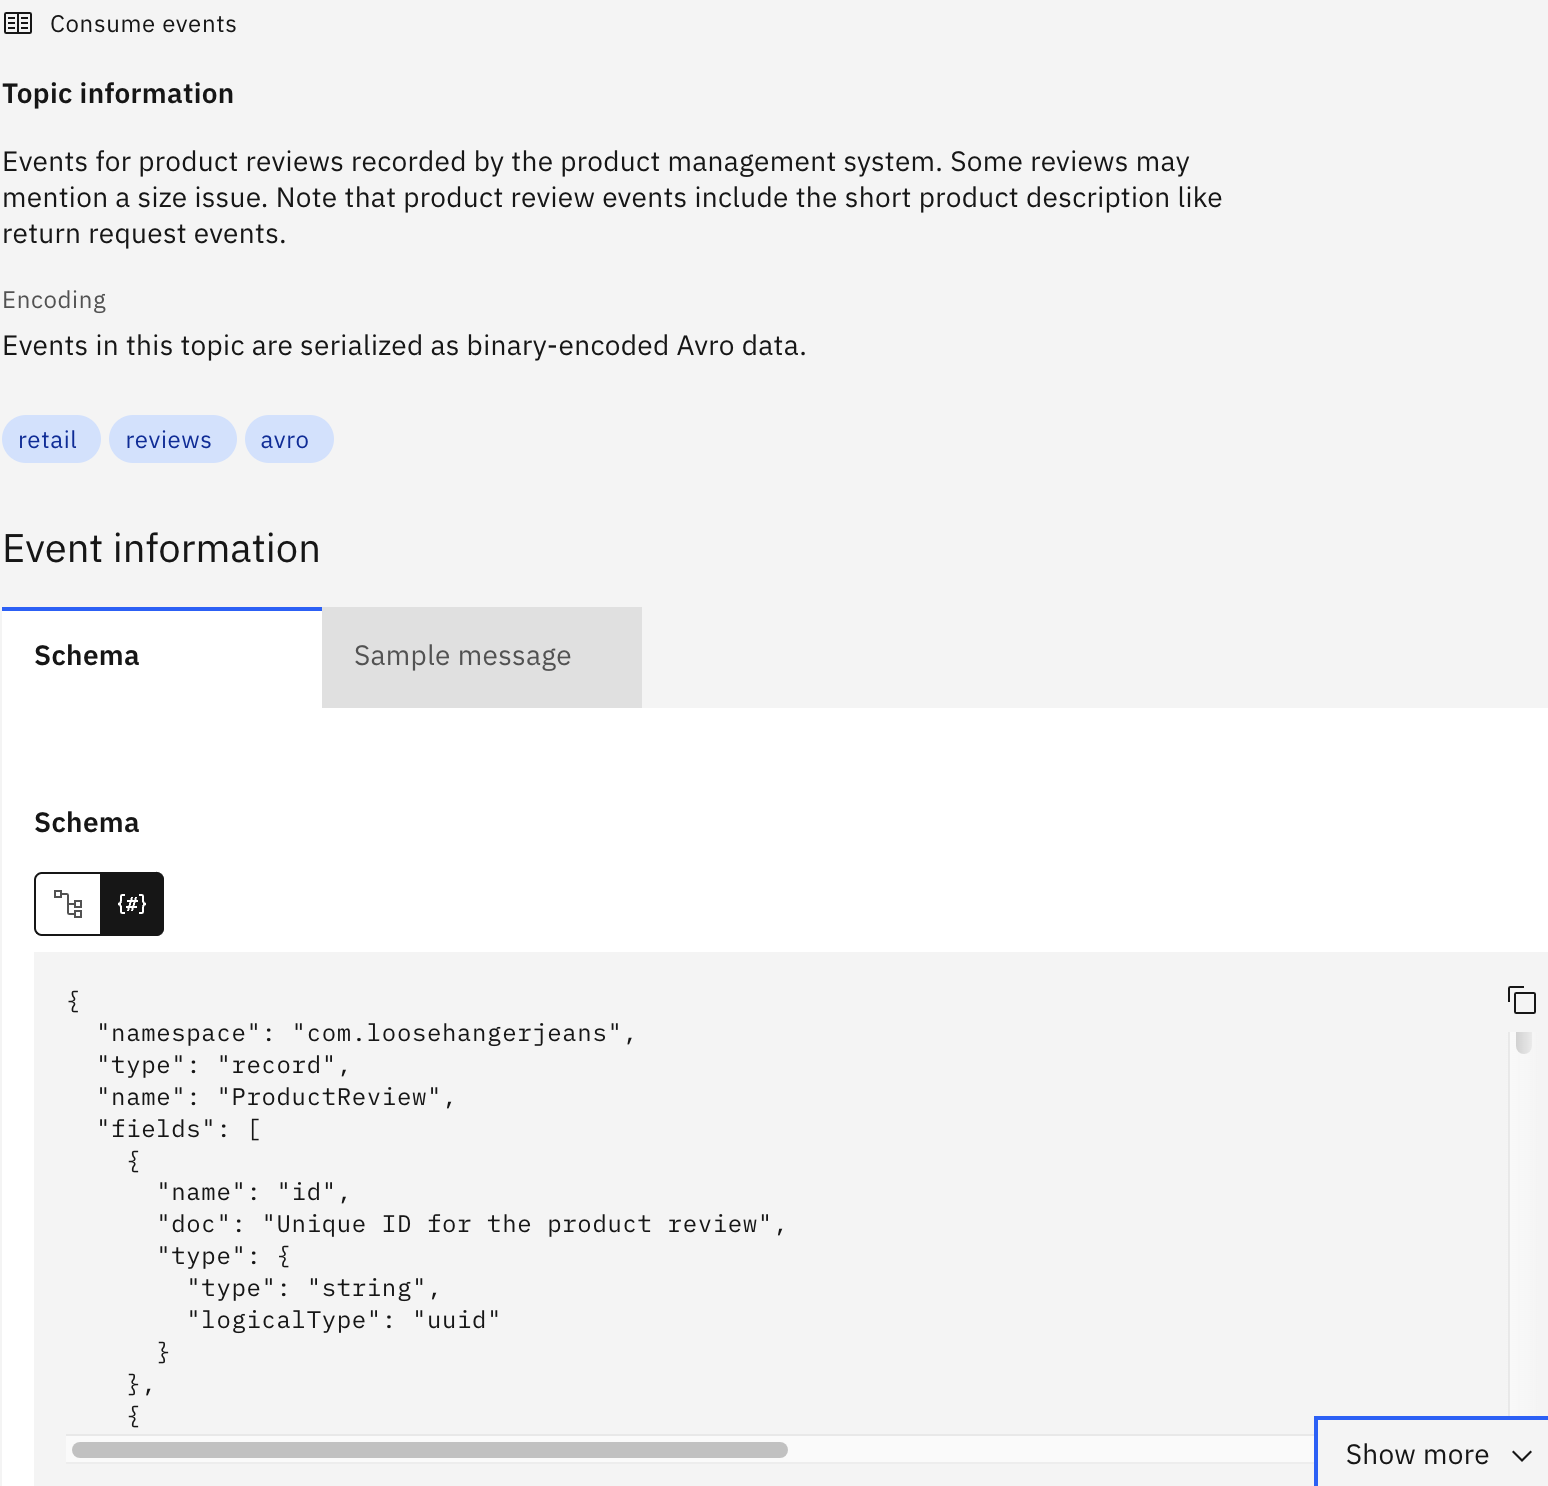 Consume events
Topic information
Events for product reviews recorded by the product management system. Some reviews may
mention a size issue. Note that product review events include the short product description like
return request events.
Encoding
Events in this topic are serialized as binary-encoded Avro data.
retail reviews avro
Event information
Schema Sample message
Schema
{#}
{
  "namespace": "com.loosehangerjeans",
  "type": "record",
  "name": "ProductReview",
  "fields": [
    {
      "name": "id",
      "doc": "Unique ID for the product review",
      "type": {
        "type": "string",
        "logicalType": "uuid"
      }
    },
    {
Show more